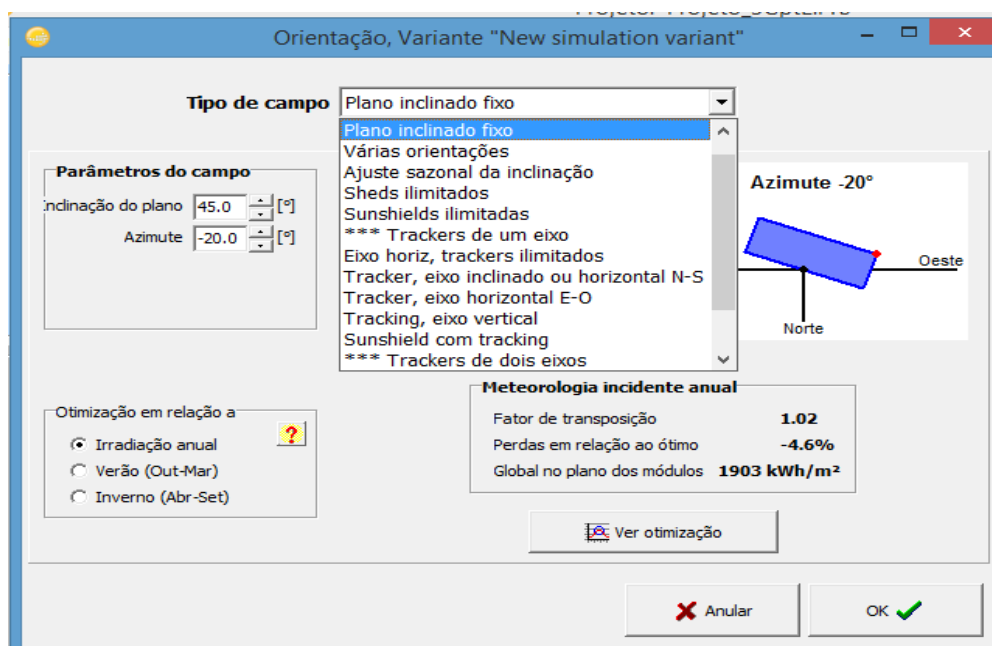 Orientação, Variante "New simulation variant"
Tipo de campo Plano inclinado fixo
Plano inclinado fixo
Várias orientações
Ajuste sazonal da inclinação
Sheds ilimitados
Sunshields ilimitadas
*** Trackers de um eixo
Eixo horiz, trackers ilimitados
Tracker, eixo inclinado ou horizontal N-S
Tracker, eixo horizontal E-O
Tracking, eixo vertical
Sunshield com tracking
*** Trackers de dois eixos
Parâmetros do campo
Inclinação do plano 45.0 [º]
Azimute -20.0 [º]
Azimute -20°
Oeste
Norte
Otimização em relação a
?
Irradiação anual
Verão (Out-Mar)
Inverno (Abr-Set)
Meteorologia incidente anual
Fator de transposição 1.02
Perdas em relação ao ótimo -4.6%
Global no plano dos módulos 1903 kWh/m²
Ver otimização
Anular
OK